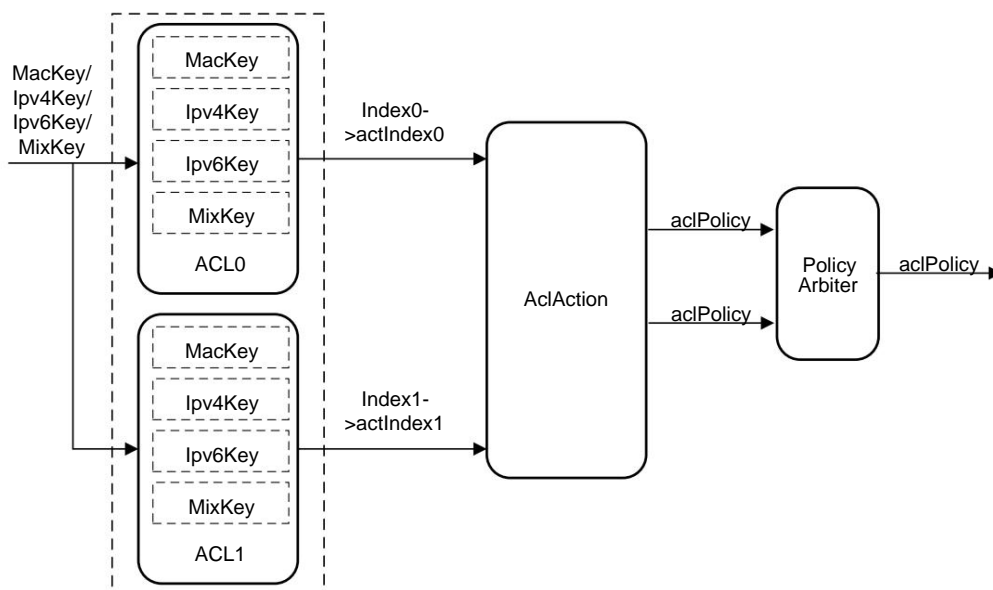 MacKey/
Ipv4Key/
Ipv6Key/
MixKey
MacKey
Ipv4Key
Ipv6Key
MixKey
ACL0
MacKey
Ipv4Key
Ipv6Key
MixKey
ACL1
Index0-
>actIndex0
Index1-
>actIndex1
AclAction
aclPolicy
aclPolicy
Policy
Arbiter
aclPolicy